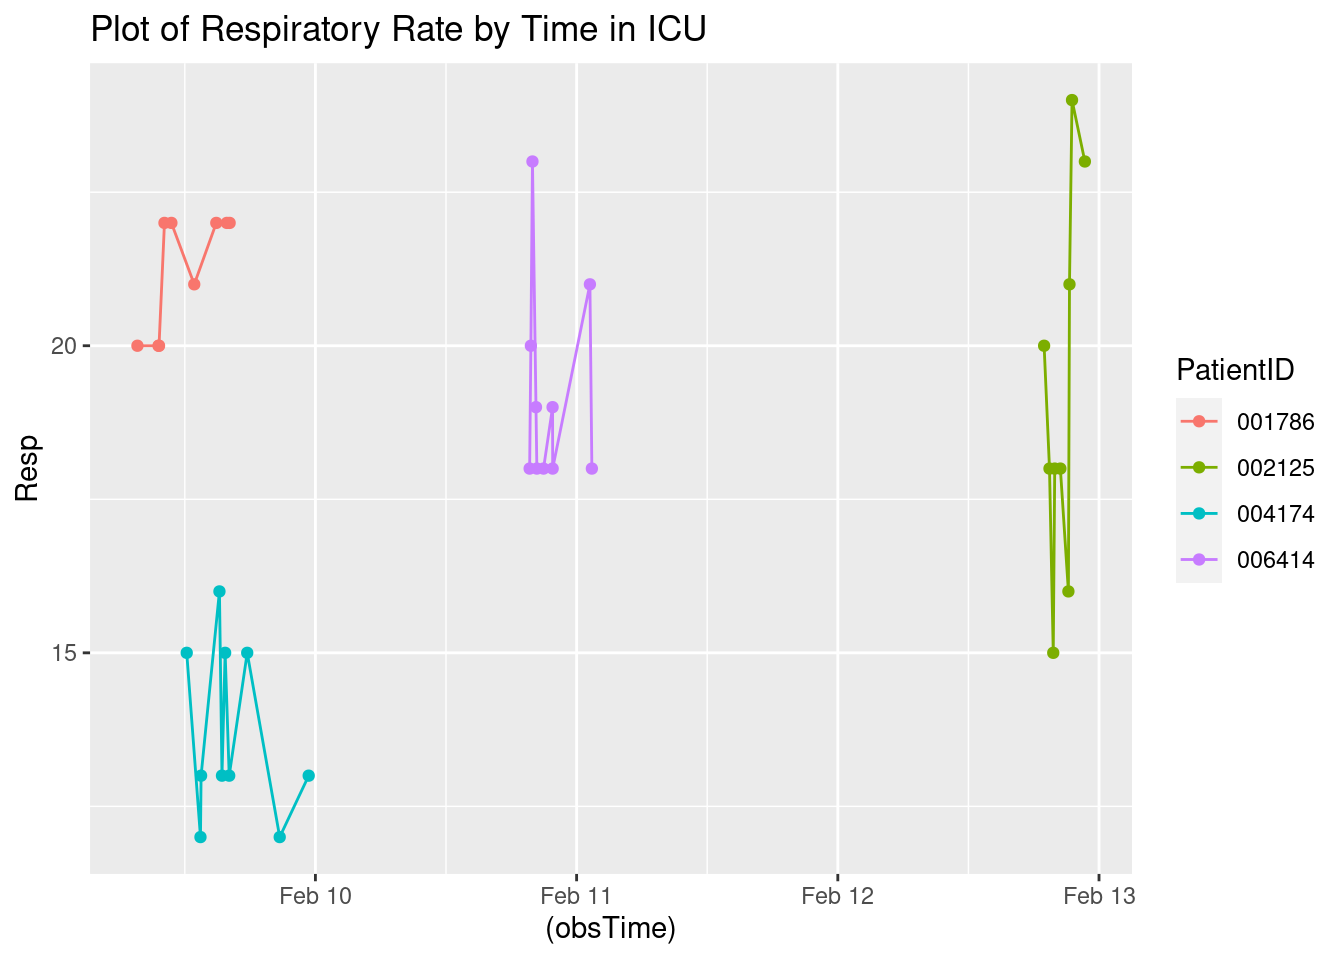 Plot of Respiratory Rate by Time in ICU
Resp
20
15
Feb 10
Feb 11
Feb 12
Feb 13
(obsTime)
PatientID
001786
002125
004174
006414